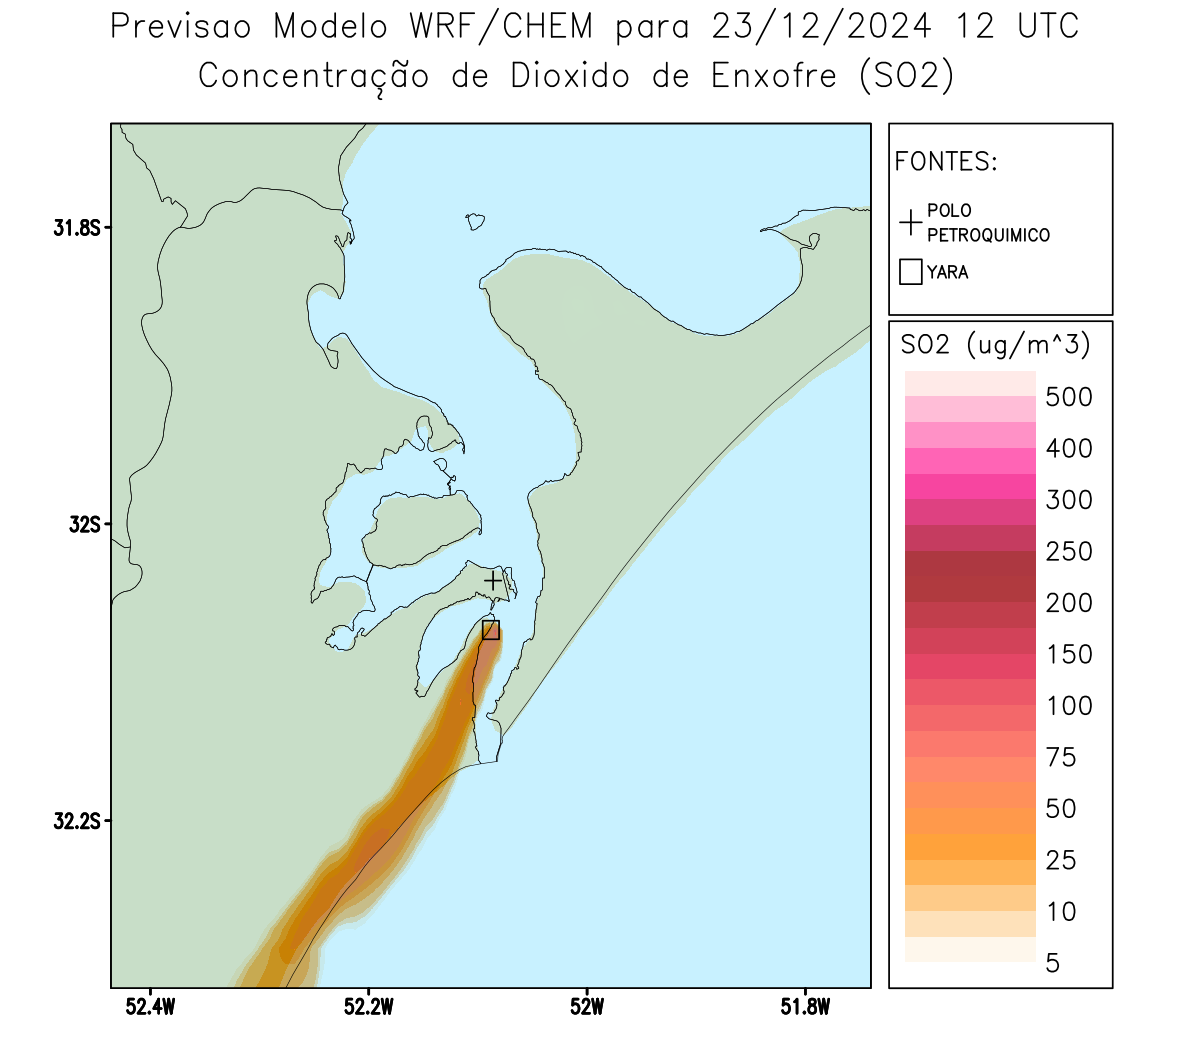 Previsao Modelo WRF/CHEM para 23/12/2024 12 UTC
Concentração de Dioxido de Enxofre (SO2)
FONTES:
POLO
PETROQUIMICO
YARA
SO2 (ug/m^3)
500
400
300
250
200
150
100
75
50
25
10
5
31.8S
32S
32.2S
52.4W
52.2W
52W
51.8W